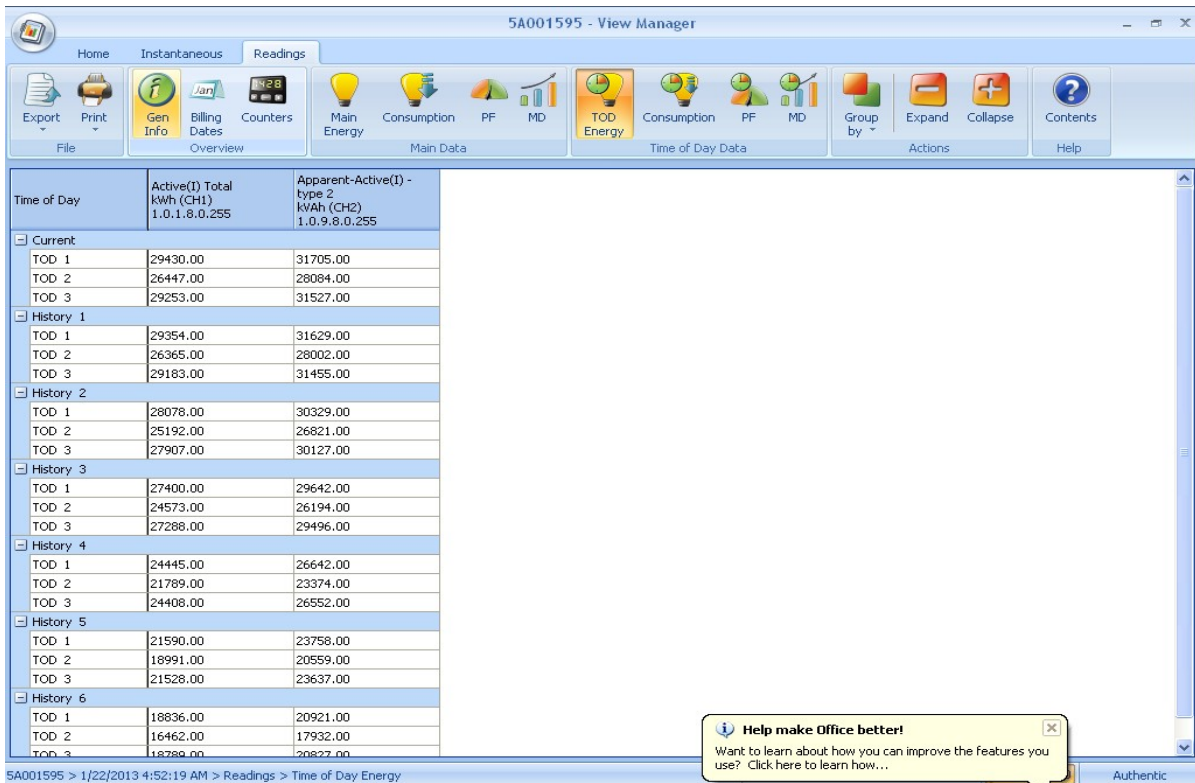 5A001595 - View Manager
Home Instantaneous Readings
Export Print Gen Info Billing Dates Counters Main Energy Consumption PF MD TOD Energy Consumption PF MD Group by Expand Collapse Contents
File Overview Main Data Time of Day Data Actions Help
Time of Day Active(I) Total kWh (CH1) 1.0.1.8.0.255 Apparent-Active(I) - type 2 kVAh (CH2) 1.0.9.8.0.255
Current
TOD 1 29430.00 31705.00
TOD 2 26447.00 28084.00
TOD 3 29253.00 31527.00
History 1
TOD 1 29354.00 31629.00
TOD 2 26365.00 28002.00
TOD 3 29183.00 31455.00
History 2
TOD 1 28078.00 30329.00
TOD 2 25192.00 26821.00
TOD 3 27907.00 30127.00
History 3
TOD 1 27400.00 29642.00
TOD 2 24573.00 26194.00
TOD 3 27288.00 29496.00
History 4
TOD 1 24445.00 26642.00
TOD 2 21789.00 23374.00
TOD 3 24408.00 26552.00
History 5
TOD 1 21590.00 23758.00
TOD 2 18991.00 20559.00
TOD 3 21528.00 23637.00
History 6
TOD 1 18836.00 20921.00
TOD 2 16462.00 17932.00
TOD 3 18789.00 20827.00
Help make Office better!
Want to learn about how you can improve the features you
use? Click here to learn how...
5A001595 > 1/22/2013 4:52:19 AM > Readings > Time of Day Energy Authentic